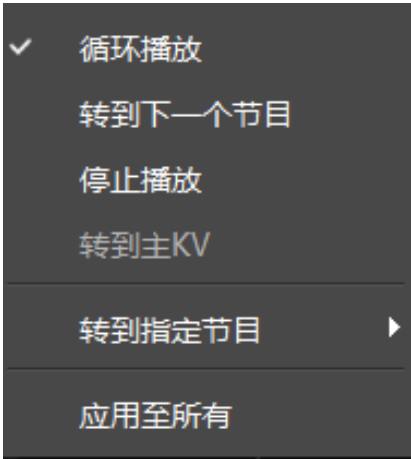 循环播放
转到下一个节目
停止播放
转到主KV
转到指定节目
应用至所有